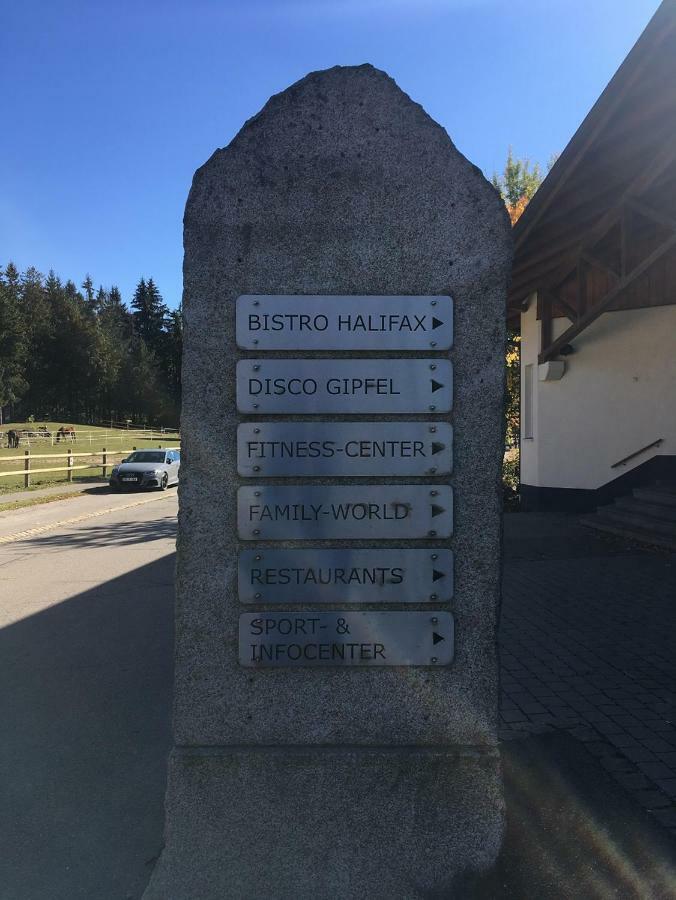 BISTRO HALIFAX
DISCO GIPFEL
FITNESS-CENTER
FAMILY-WORLD
RESTAURANTS
SPORT- &
INFOCENTER